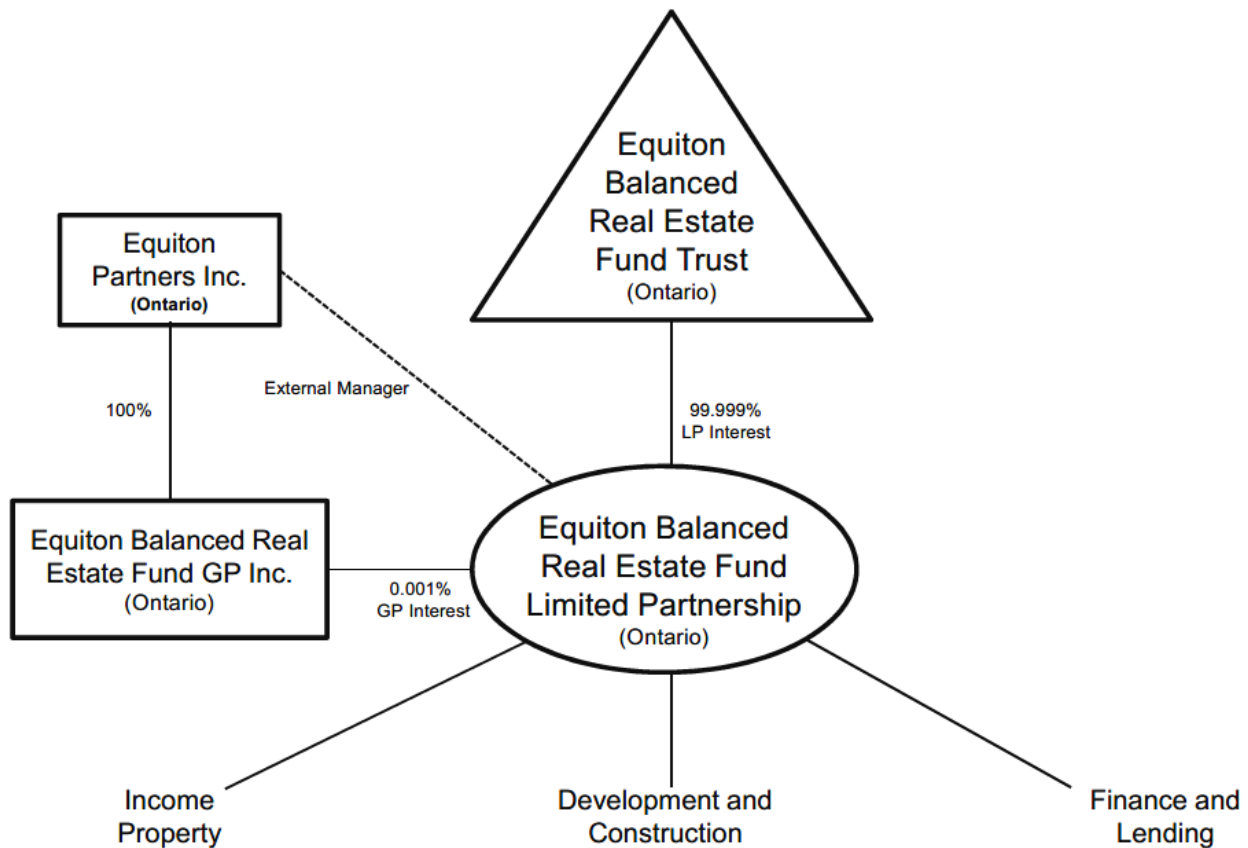 Equiton
Balanced
Real Estate
Fund Trust
(Ontario)
Equiton
Partners Inc.
(Ontario)
External Manager
100%
99.999%
LP Interest
Equiton Balanced Real
Estate Fund GP Inc.
(Ontario)
0.001%
GP Interest
Equiton Balanced
Real Estate Fund
Limited Partnership
(Ontario)
Income
Property
Development and
Construction
Finance and
Lending